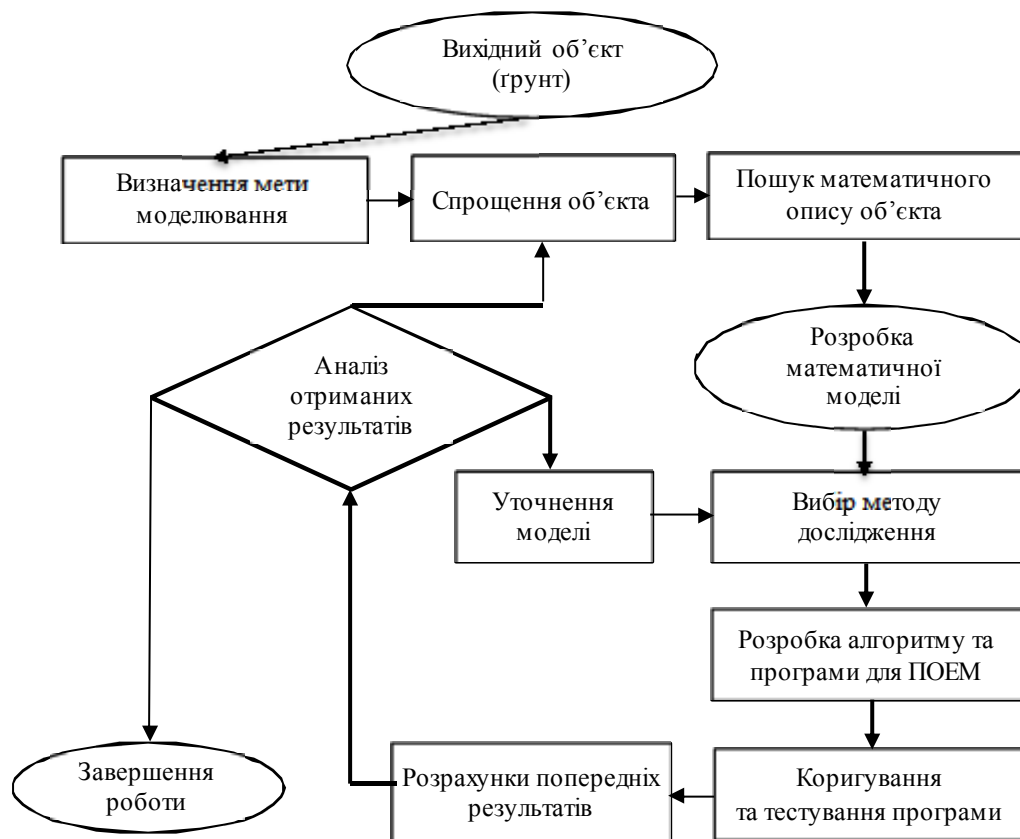 Вихідний об’єкт
(ґрунт)
Визначення мети
моделювання
Спрощення об’єкта
Пошук математичного
опису об’єкта
Аналіз
отриманих
результатів
Розробка
математичної
моделі
Уточнення
моделі
Вибір методу
дослідження
Розробка алгоритму та
програми для ПОЕМ
Завершення
роботи
Розрахунки попередніх
результатів
Коригування
та тестування програми